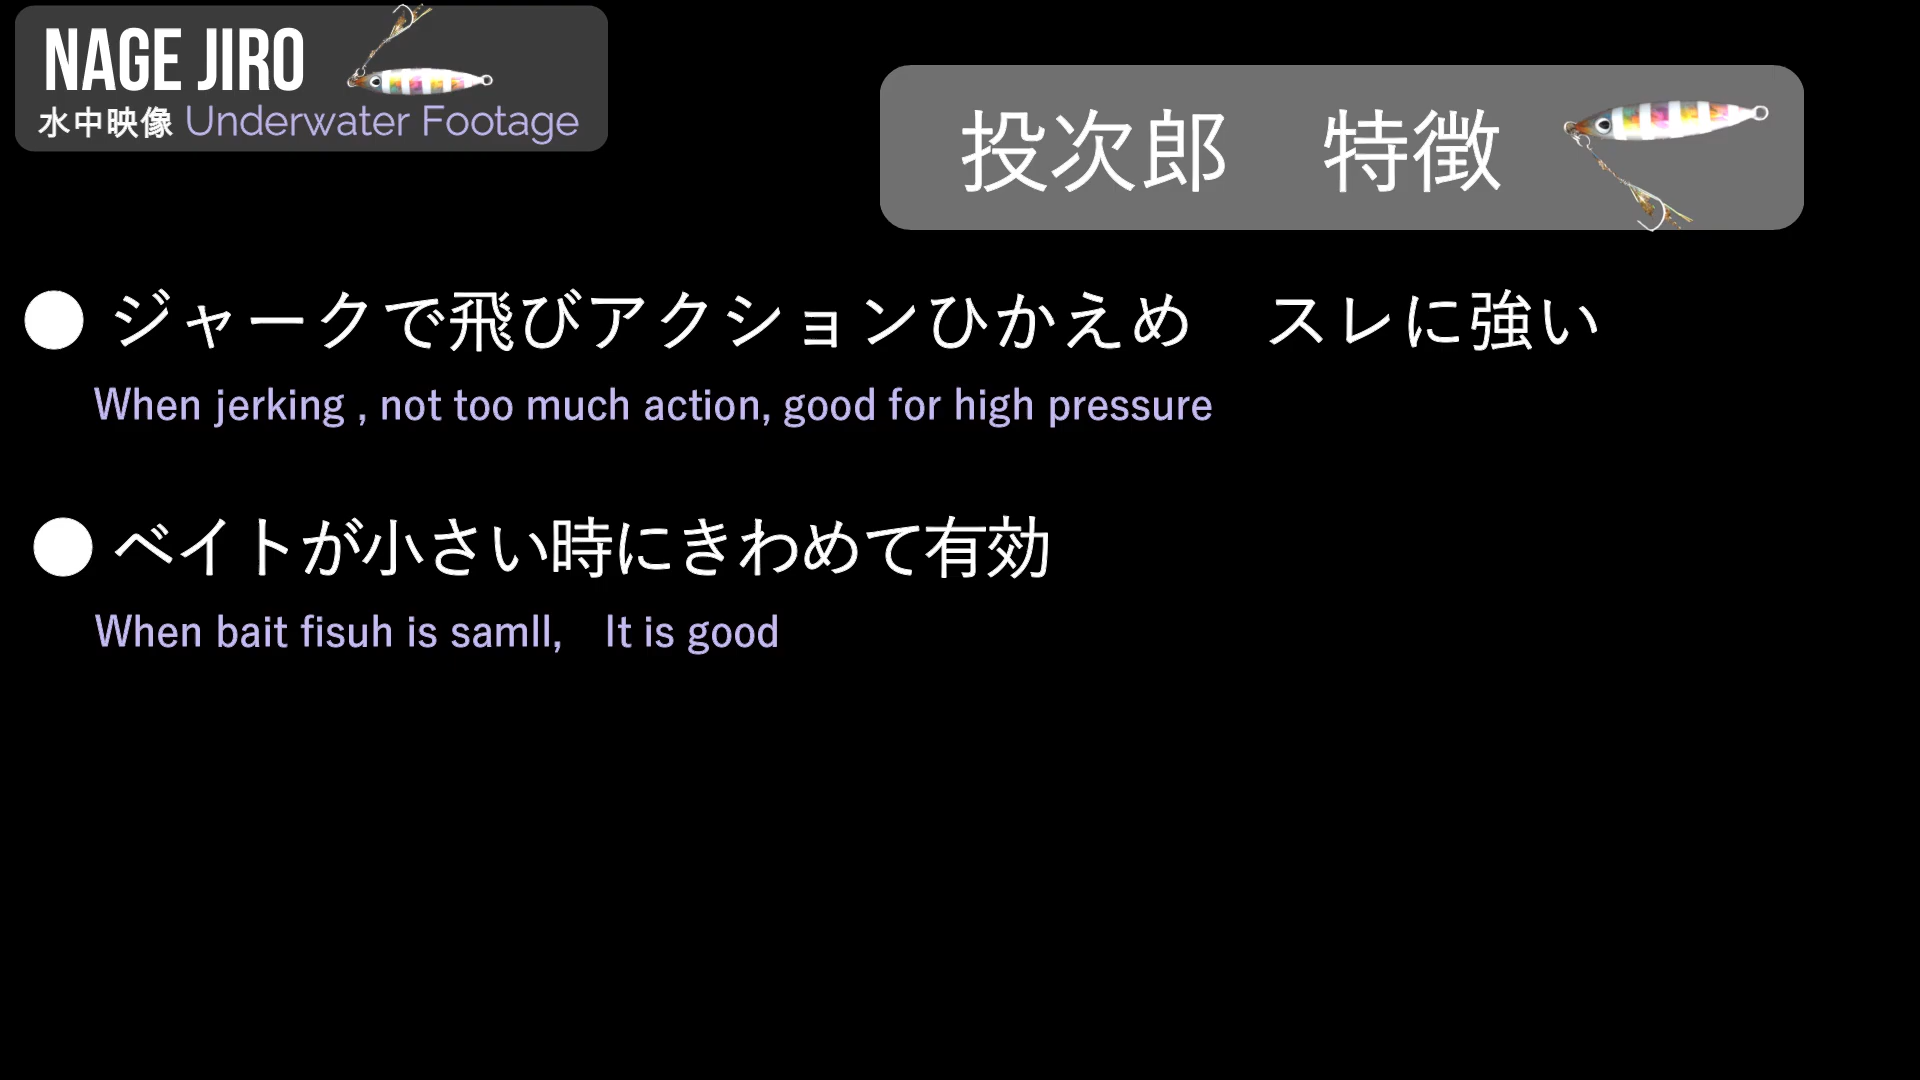 NAGE JIRO
水中映像 Underwater Footage
投次郎　特徴
● ジャークで飛びアクションひかえめ　スレに強い
When jerking , not too much action, good for high pressure
● ベイトが小さい時にきわめて有効
When bait fisuh is samll,　It is good